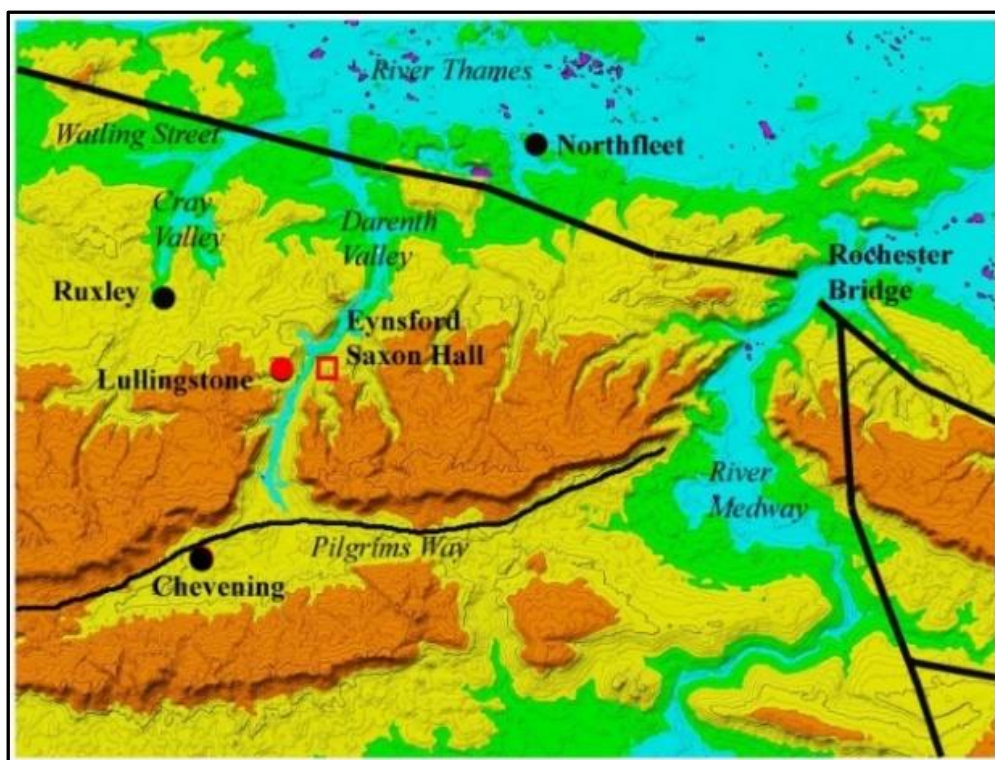 River Thames
Watling Street
Northfleet
Cray
Valley
Darenth
Valley
Rochester
Bridge
Ruxley
Eynsford
Saxon Hall
Lullingstone
River
Medway
Pilgrims Way
Chevening